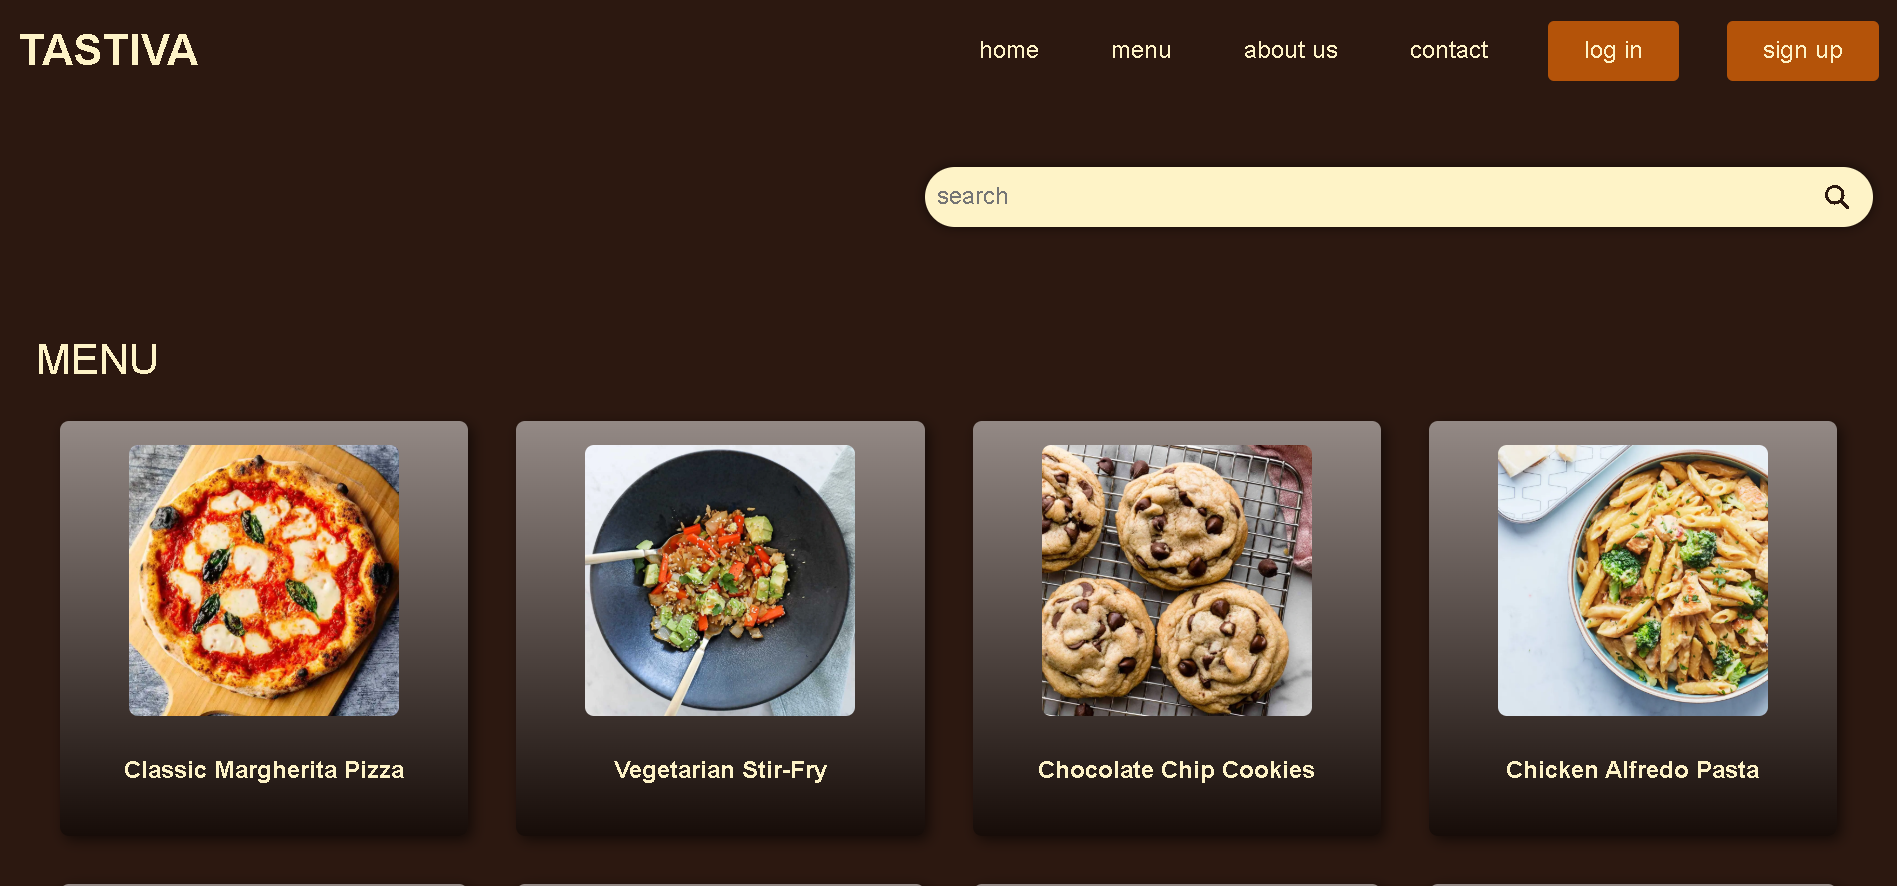 TASTIVA
home menu about us contact log in sign up
search
MENU
Classic Margherita Pizza
Vegetarian Stir-Fry
Chocolate Chip Cookies
Chicken Alfredo Pasta